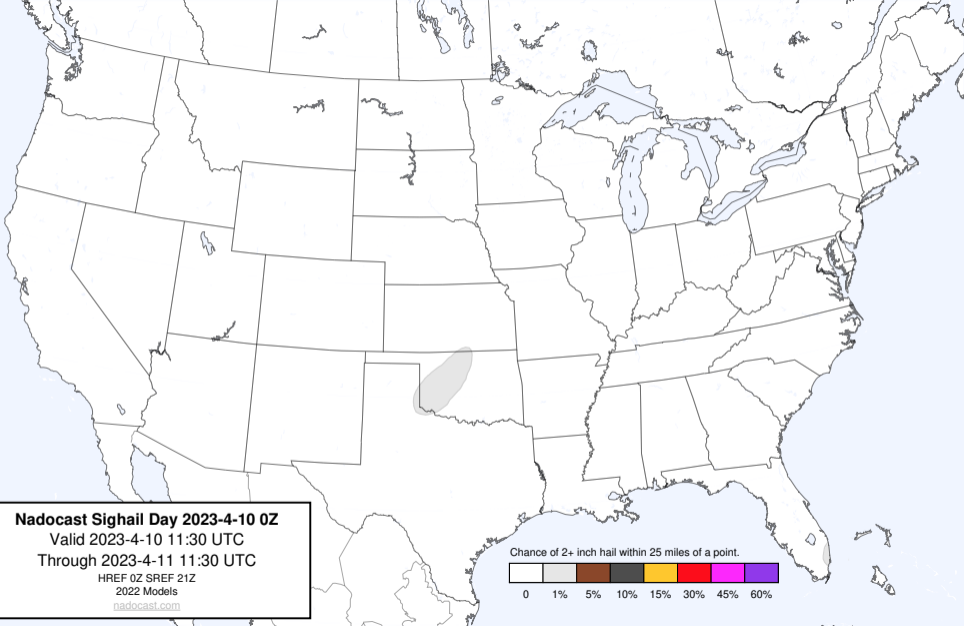 Nadocast Sighail Day 2023-4-10 0Z
Valid 2023-4-10 11:30 UTC
Through 2023-4-11 11:30 UTC
HREF 0Z SREF 21Z
2022 Models
nadocast.com
Chance of 2+ inch hail within 25 miles of a point.
0 1% 5% 10% 15% 30% 45% 60%